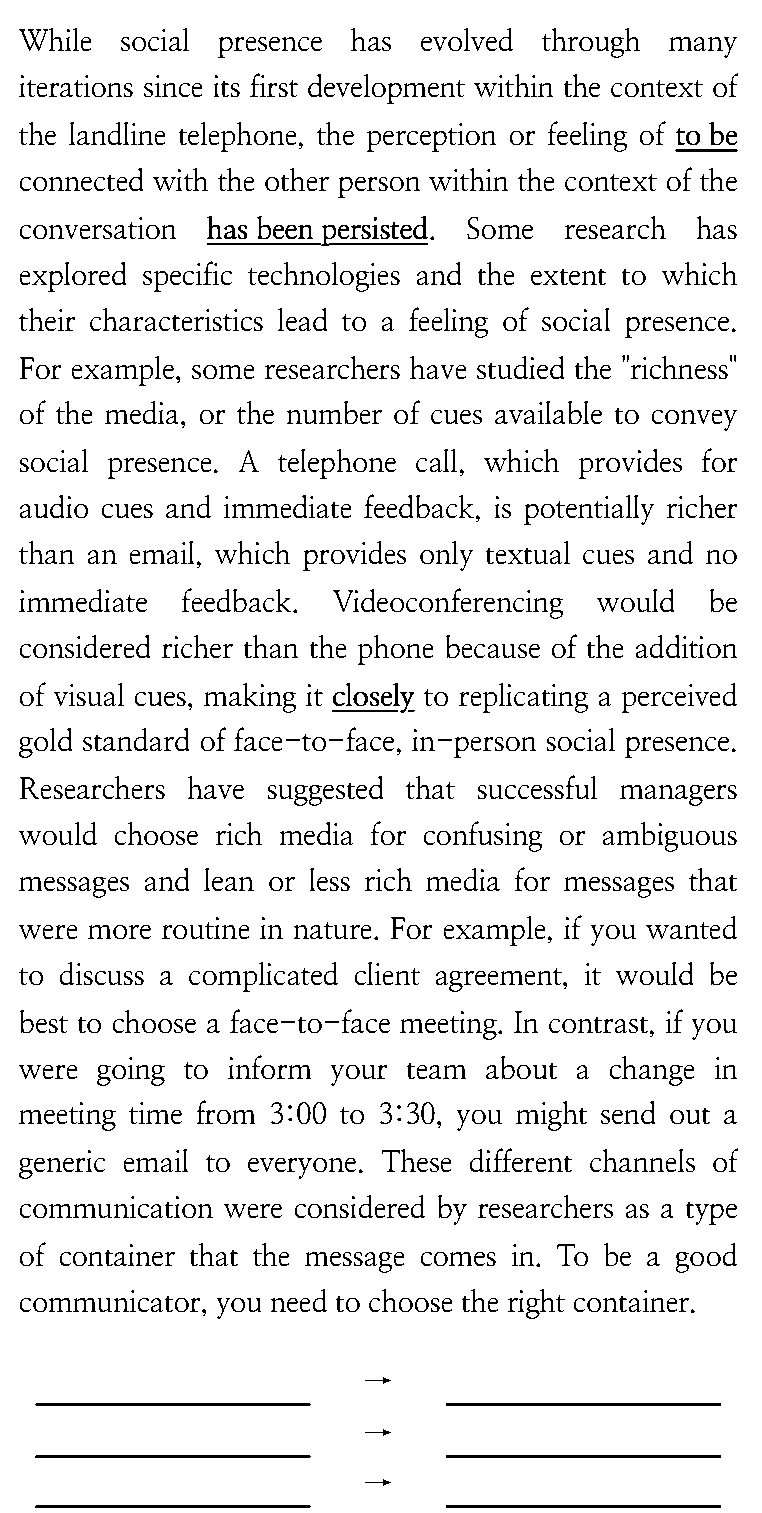 While social presence has evolved through many
iterations since its first development within the context of
the landline telephone, the perception or feeling of to be
connected with the other person within the context of the
conversation has been persisted. Some research has
explored specific technologies and the extent to which
their characteristics lead to a feeling of social presence.
For example, some researchers have studied the "richness"
of the media, or the number of cues available to convey
social presence. A telephone call, which provides for
audio cues and immediate feedback, is potentially richer
than an email, which provides only textual cues and no
immediate feedback. Videoconferencing would be
considered richer than the phone because of the addition
of visual cues, making it closely to replicating a perceived
gold standard of face-to-face, in-person social presence.
Researchers have suggested that successful managers
would choose rich media for confusing or ambiguous
messages and lean or less rich media for messages that
were more routine in nature. For example, if you wanted
to discuss a complicated client agreement, it would be
best to choose a face-to-face meeting. In contrast, if you
were going to inform your team about a change in
meeting time from 3:00 to 3:30, you might send out a
generic email to everyone. These different channels of
communication were considered by researchers as a type
of container that the message comes in. To be a good
communicator, you need to choose the right container.
→
→
→